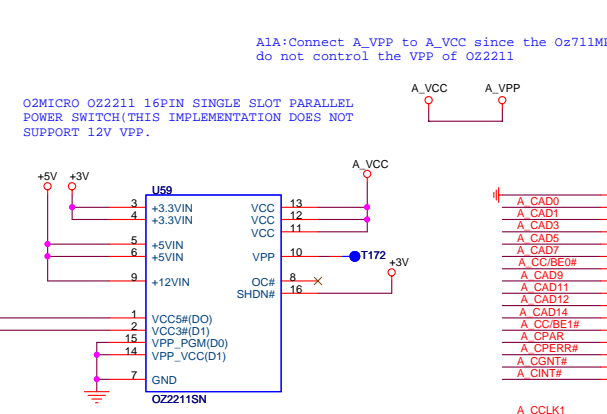 A1A:Connect A_VPP to A_VCC since the Oz711M
do not control the VPP of OZ2211
A_VCC A_VPP
O2MICRO OZ2211 16PIN SINGLE SLOT PARALLEL
POWER SWITCH(THIS IMPLEMENTATION DOES NOT
SUPPORT 12V VPP.
A_VCC
+5V +3V
U59
3 +3.3VIN VCC 13
4 +3.3VIN VCC 12
VCC 11
5 +5VIN
6 +5VIN VPP 10 T172
+3V
9 +12VIN OC# 8
SHDN# 16
1 VCC5#(DO)
2 VCC3#(D1)
15 VPP_PGM(D0)
14 VPP_VCC(D1)
7 GND
OZ2211SN
A_CAD0
A_CAD1
A_CAD3
A_CAD5
A_CAD7
A_CC/BE0#
A_CAD9
A_CAD11
A_CAD12
A_CAD14
A_CC/BE1#
A_CPAR
A_CPERR#
A_CGNT#
A_CINT#
A_CCLK1